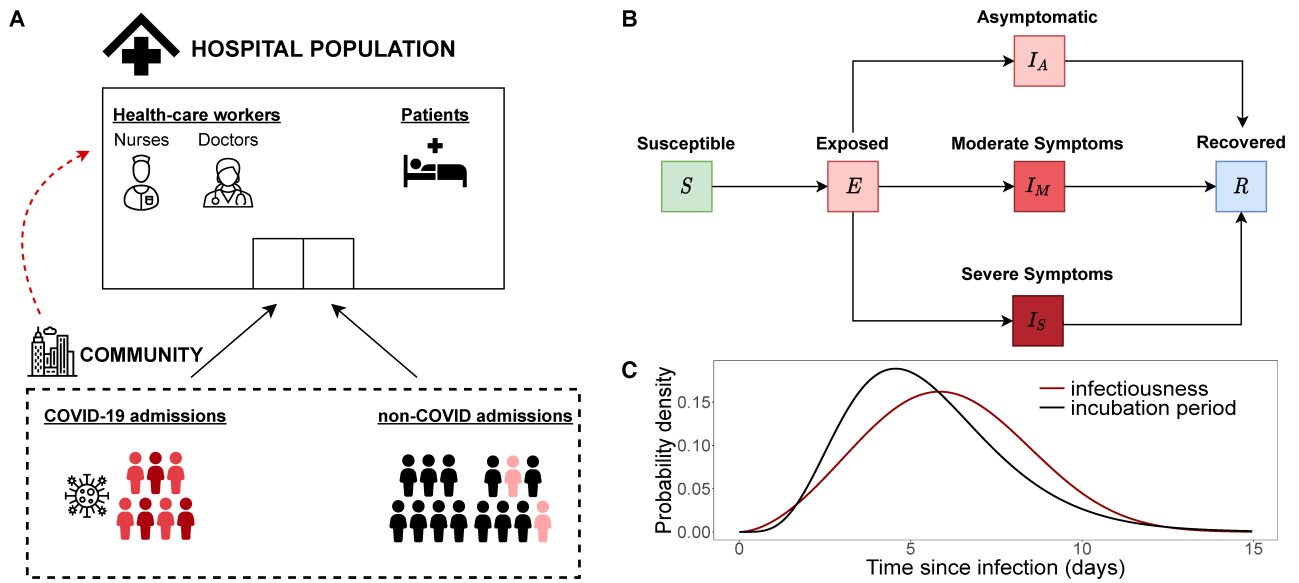 A
HOSPITAL POPULATION
Health-care workers
Patients
Nurses
Doctors
COMMUNITY
COVID-19 admissions
non-COVID admissions
B
Asymptomatic
I_A
Susceptible
Exposed
Moderate Symptoms
Recovered
S
E
I_M
R
Severe Symptoms
I_S
C
Probability density
0.15
0.10
0.05
0.00
infectiousness
incubation period
0
5
10
15
Time since infection (days)